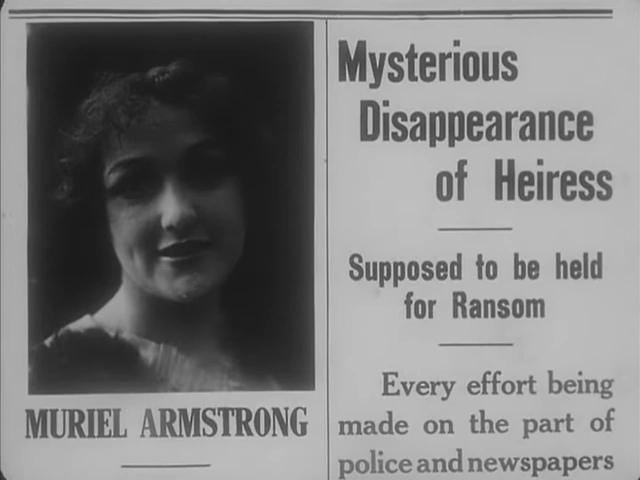 MURIEL ARMSTRONG
Mysterious
Disappearance
of Heiress
Supposed to be held
for Ransom
Every effort being
made on the part of
police and newspapers